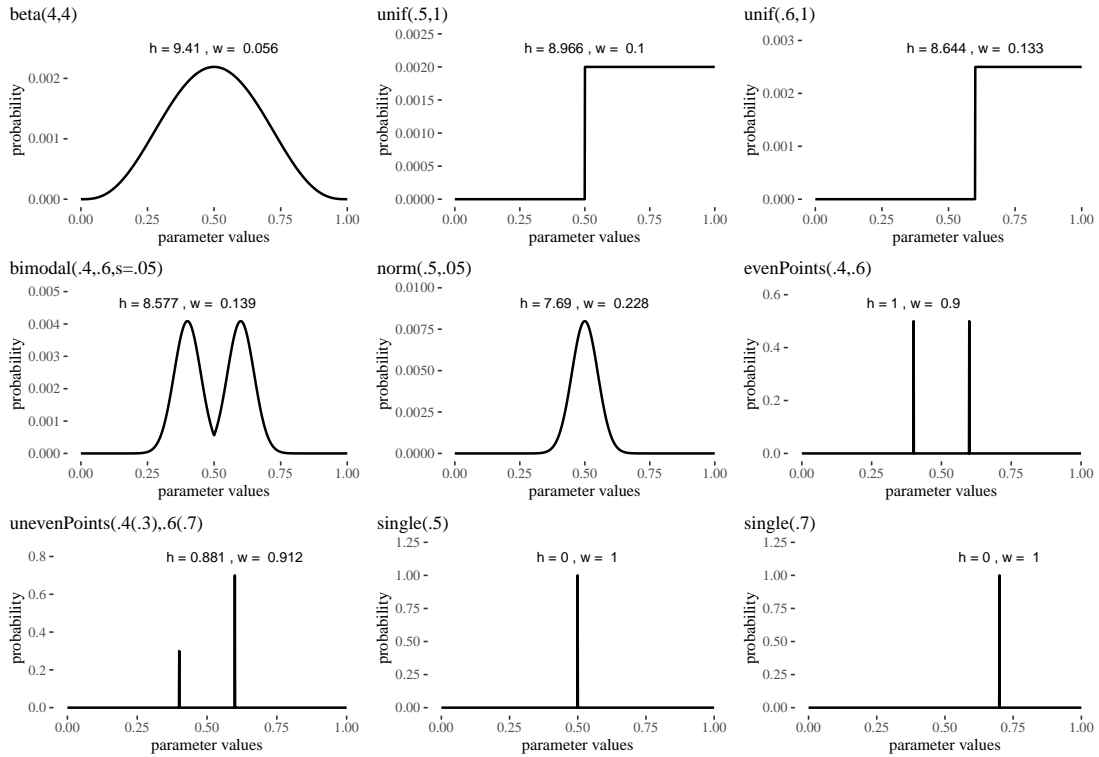 beta(4,4)
h = 9.41 , w =  0.056
probability
0.002
0.001
0.000
0.00 0.25 0.50 0.75 1.00
parameter values
unif(.5,1)
h = 8.966 , w =  0.1
probability
0.0025
0.0020
0.0015
0.0010
0.0005
0.0000
0.00 0.25 0.50 0.75 1.00
parameter values
unif(.6,1)
h = 8.644 , w =  0.133
probability
0.003
0.002
0.001
0.000
0.00 0.25 0.50 0.75 1.00
parameter values
bimodal(.4,.6,s=.05)
h = 8.577 , w =  0.139
probability
0.005
0.004
0.003
0.002
0.001
0.000
0.00 0.25 0.50 0.75 1.00
parameter values
norm(.5,.05)
h = 7.69 , w =  0.228
probability
0.0100
0.0075
0.0050
0.0025
0.0000
0.00 0.25 0.50 0.75 1.00
parameter values
evenPoints(.4,.6)
h = 1 , w =  0.9
probability
0.6
0.4
0.2
0.0
0.00 0.25 0.50 0.75 1.00
parameter values
unevenPoints(.4(.3),.6(.7)
h = 0.881 , w =  0.912
probability
0.8
0.6
0.4
0.2
0.0
0.00 0.25 0.50 0.75 1.00
parameter values
single(.5)
h = 0 , w =  1
probability
1.25
1.00
0.75
0.50
0.25
0.00
0.00 0.25 0.50 0.75 1.00
parameter values
single(.7)
h = 0 , w =  1
probability
1.25
1.00
0.75
0.50
0.25
0.00
0.00 0.25 0.50 0.75 1.00
parameter values